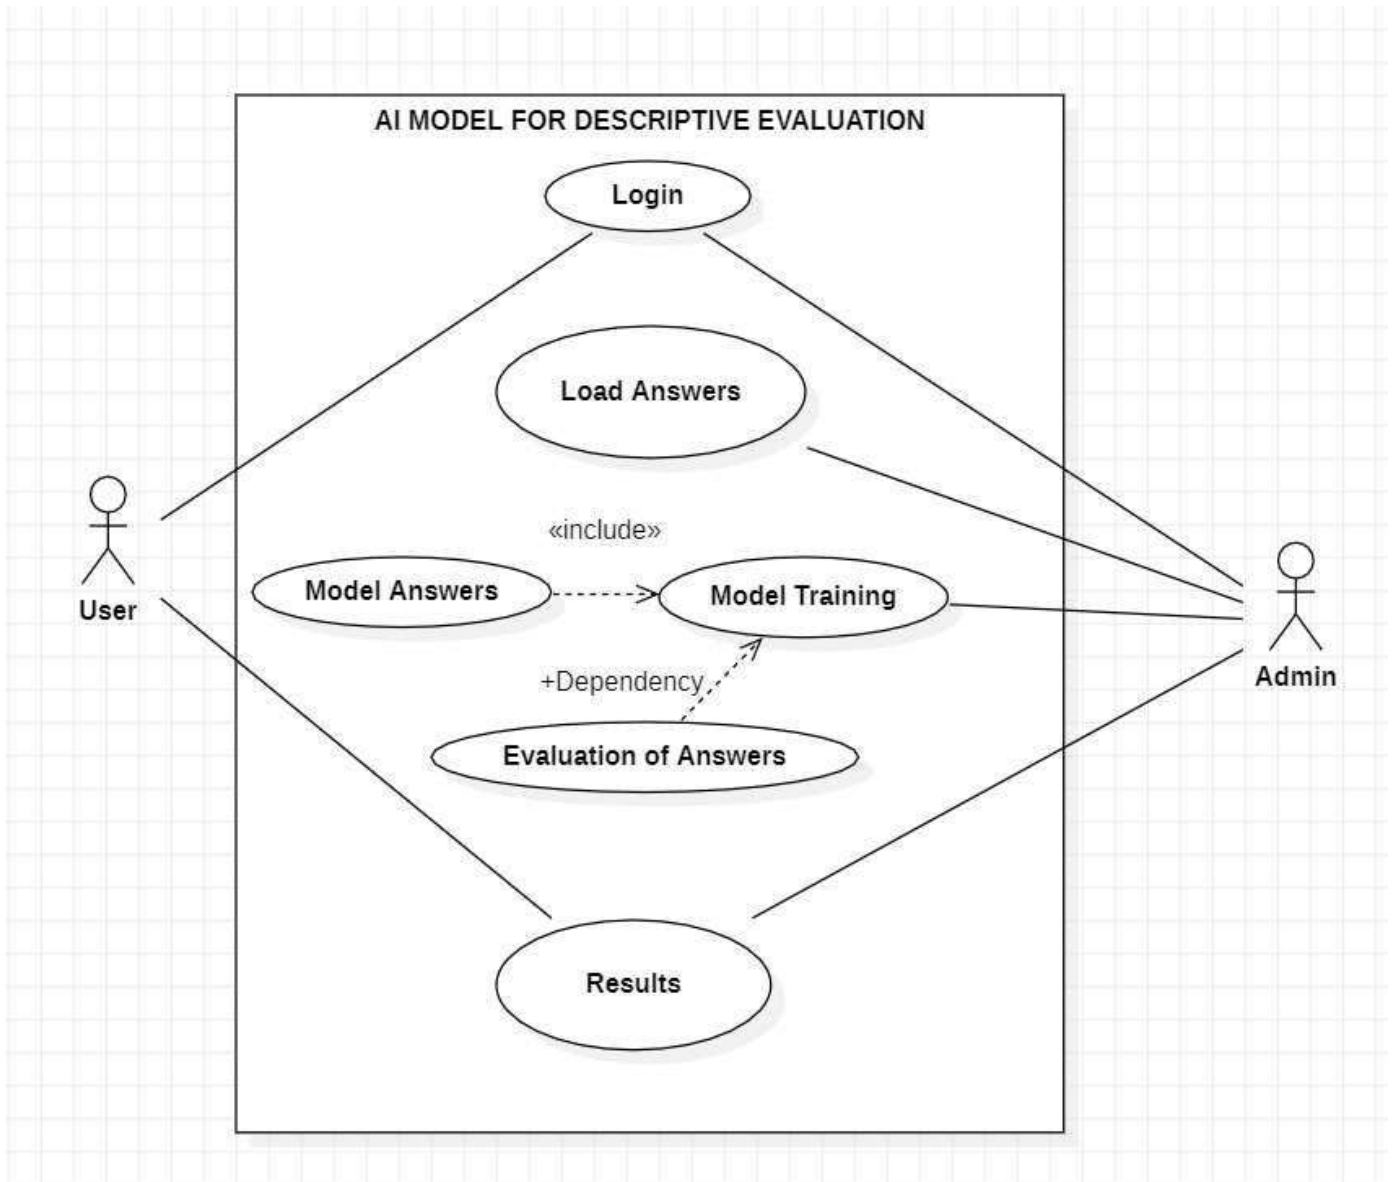 AI MODEL FOR DESCRIPTIVE EVALUATION
Login
Load Answers
«include»
Model Answers
Model Training
User
Admin
+Dependency
Evaluation of Answers
Results